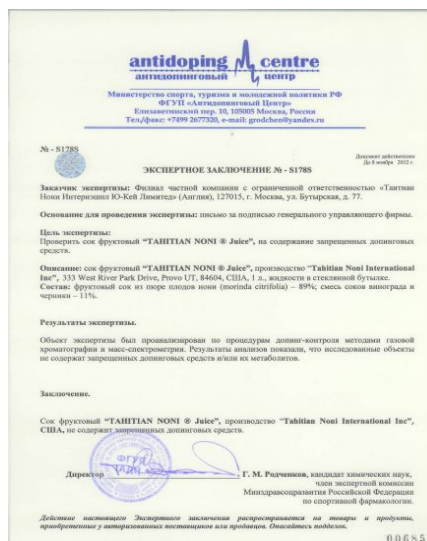 antidoping centre
антидопинговый центр
Министерство спорта, туризма и молодежной политики РФ
ФГУП «Антидопинговый Центр»
Елизаветинский пер. 10, 105005 Москва, России
Тел./факс: +7499 2677320, e-mail: grodchen@yandex.ru
№ - S178S
Документ действителен
До 8 ноября 2012 г.
ЭКСПЕРТНОЕ ЗАКЛЮЧЕНИЕ № - S178S
Заказчик экспертизы: Филиал частной компании с ограниченной ответственностью «Таитиан
Нони Интернэшнл Ю-Кей Лимитед» (Англия), 127015, г. Москва, ул. Бутырская, д. 77.
Основание для проведения экспертизы: письмо за подписью генерального управляющего фирмы.
Цель экспертизы:
Проверить сок фруктовый “TAHITIAN NONI ® Juice”, на содержание запрещенных допинговых
средств.
Описание: сок фруктовый “TAHITIAN NONI ® Juice”, производство "Tahitian Noni International
Inc", 333 West River Park Drive, Provo UT, 84604, США, 1 л., жидкости в стеклянной бутылке.
Состав: фруктовый сок из пюре плодов нони (morinda citrifolia) – 89%; смесь соков винограда и
черники – 11%.
Результаты экспертизы.
Объект экспертизы был проанализирован по процедурам допинг-контроля методами газовой
хроматографии и масс-спектрометрии. Результаты анализов показали, что исследованные объекты
не содержат запрещенных допинговых средств и/или их метаболитов.
Заключение.
Сок фруктовый “TAHITIAN NONI ® Juice”, производство "Tahitian Noni International Inc",
США, не содержит запрещенных допинговых средств.
ФГУП
Директор Г. М. Родченков, кандидат химических наук,
член экспертной комиссии
Минздравсоцразвития Российской Федерации
по спортивной фармакологии.
Действие настоящего Экспертного заключения распространяется на товары и продукты,
приобретенные у авторизованных поставщиков или продавцов. Опасайтесь подделок.
00685